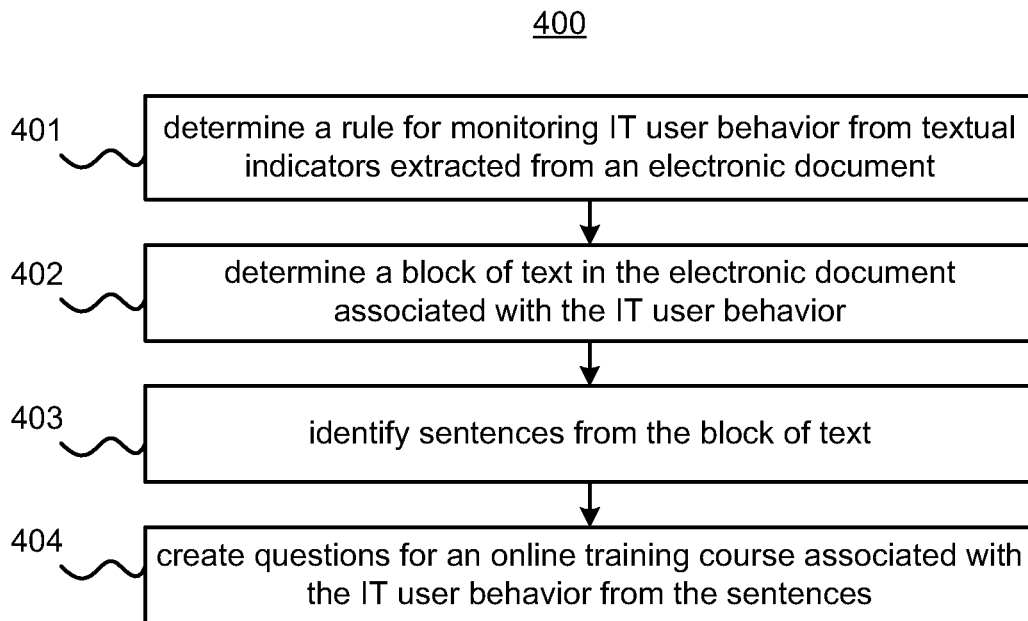 400
401
determine a rule for monitoring IT user behavior from textual
indicators extracted from an electronic document
402
determine a block of text in the electronic document
associated with the IT user behavior
403
identify sentences from the block of text
404
create questions for an online training course associated with
the IT user behavior from the sentences